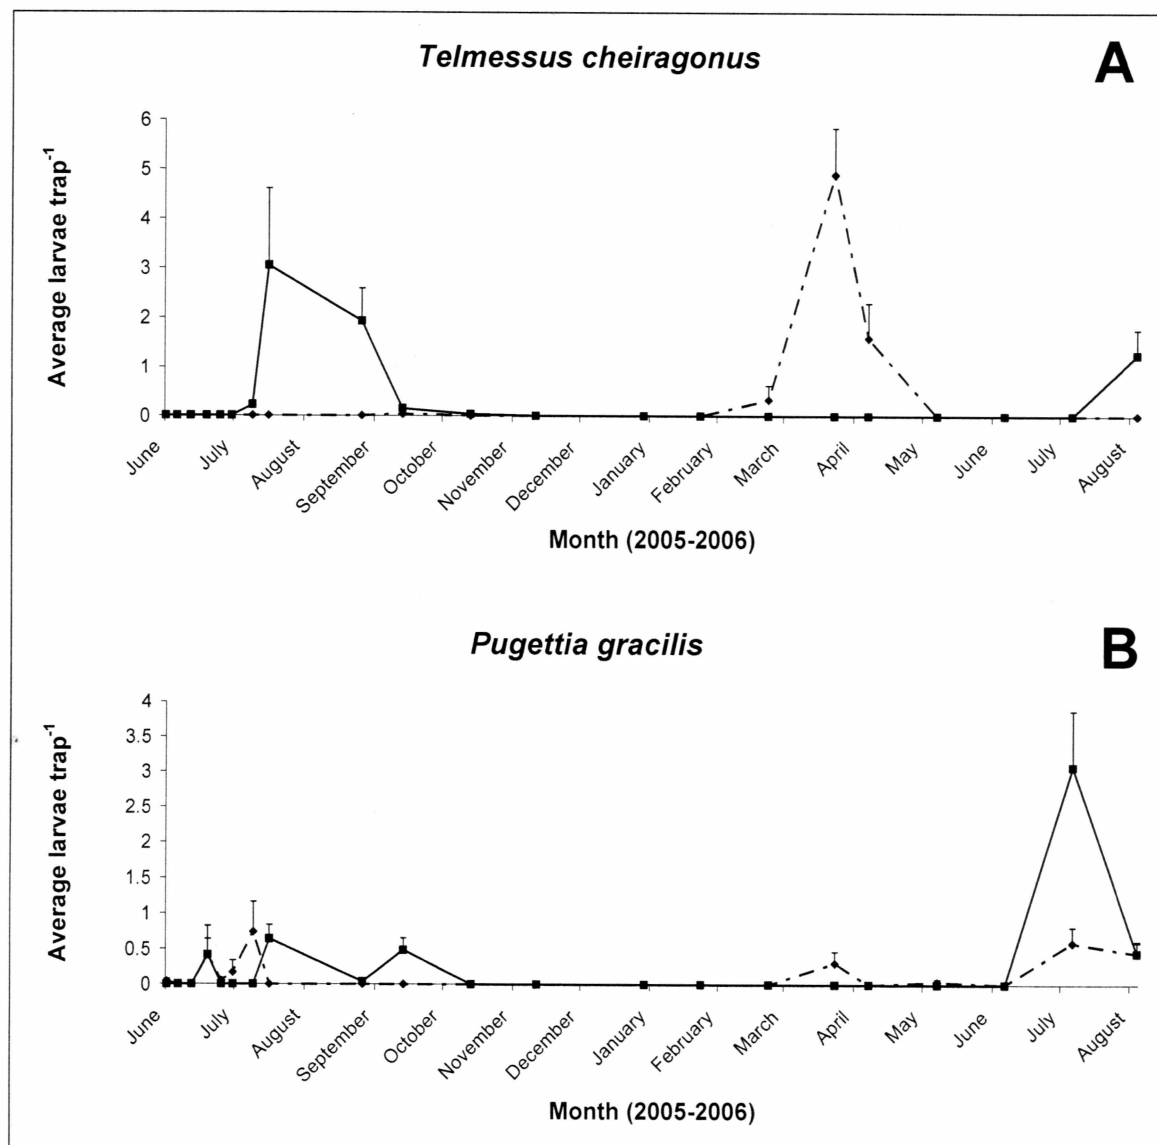 Telmessus cheiragonus
A
Average larvae trap⁻¹
6
5
4
3
2
1
0
June
July
August
September
October
November
December
January
February
March
April
May
June
July
August
Month (2005-2006)
Pugettia gracilis
B
Average larvae trap⁻¹
4
3.5
3
2.5
2
1.5
1
0.5
0
June
July
August
September
October
November
December
January
February
March
April
May
June
July
August
Month (2005-2006)